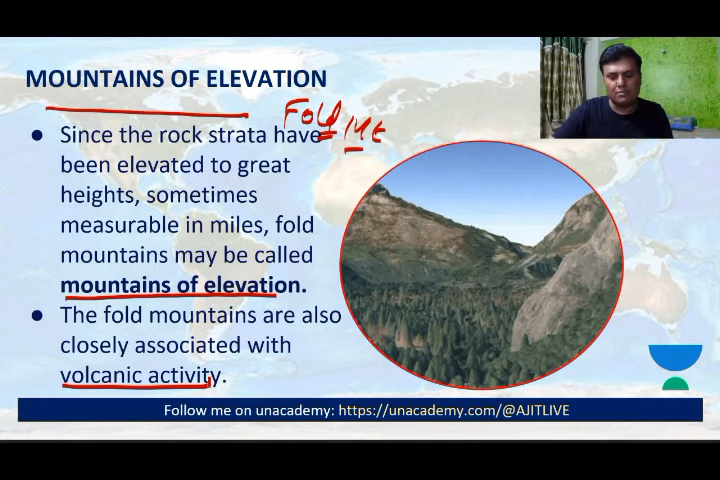 MOUNTAINS OF ELEVATION
Fold Mt
● Since the rock strata have
been elevated to great
heights, sometimes
measurable in miles, fold
mountains may be called
mountains of elevation.
● The fold mountains are also
closely associated with
volcanic activity.
Follow me on unacademy: https://unacademy.com/@AJITLIVE